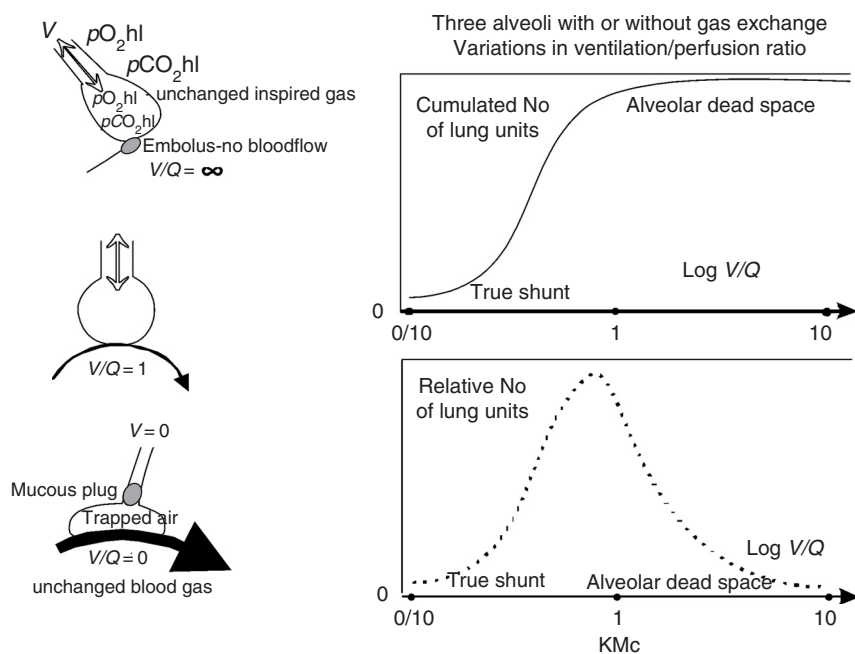 V
pO2hl
pCO2hl
pO2hl
pCO2hl
unchanged inspired gas
Embolus-no bloodflow
V/Q = ∞
V/Q = 1
V = 0
Mucous plug
Trapped air
V/Q = 0
unchanged blood gas
Three alveoli with or without gas exchange
Variations in ventilation/perfusion ratio
Cumulated No
of lung units
Alveolar dead space
True shunt
Log V/Q
0
0/10
1
10
Relative No
of lung units
Log V/Q
True shunt
Alveolar dead space
0
0/10
1
10
KMc